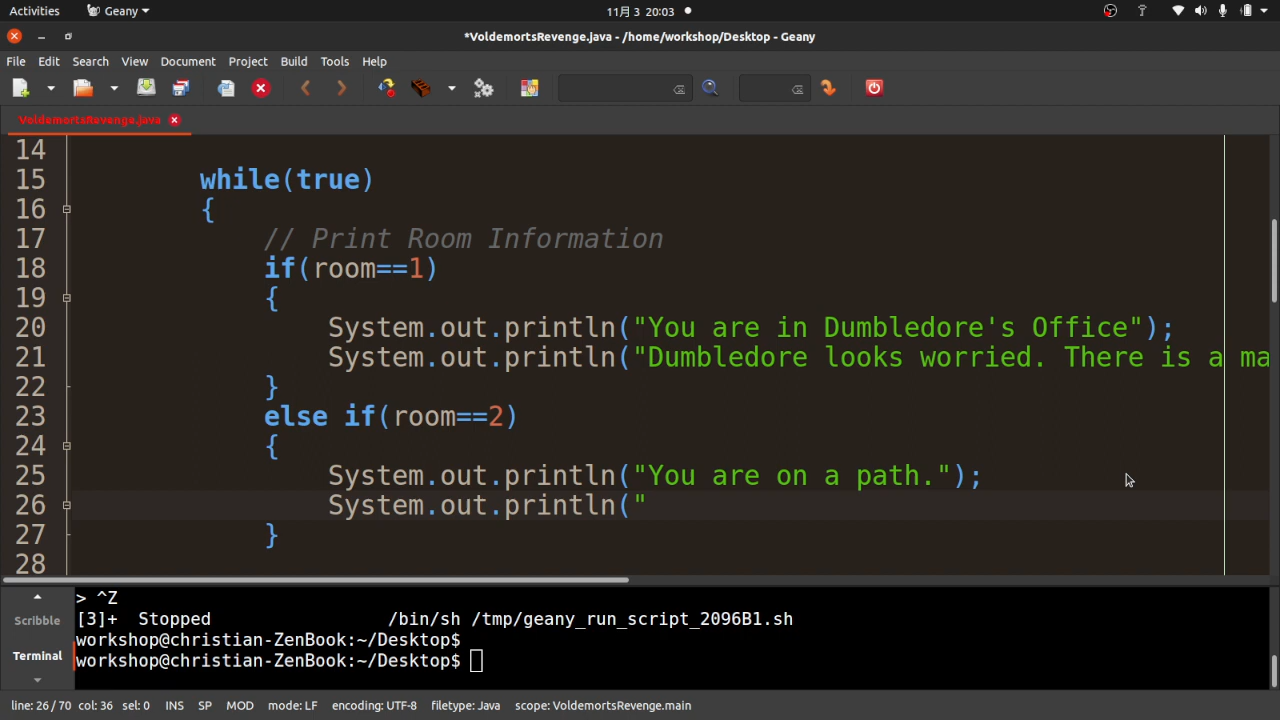 Activities Geany 11月 3 20:03
*VoldemortsRevenge.java - /home/workshop/Desktop - Geany
File Edit Search View Document Project Build Tools Help
VoldemortsRevenge.java
14
15 while(true)
16 {
17 // Print Room Information
18 if(room==1)
19 {
20 System.out.println("You are in Dumbledore's Office");
21 System.out.println("Dumbledore looks worried. There is a ma
22 }
23 else if(room==2)
24 {
25 System.out.println("You are on a path.");
26 System.out.println("
27 }
28
> ^Z
Scribble [3]+ Stopped /bin/sh /tmp/geany_run_script_2096B1.sh
workshop@christian-ZenBook:~/Desktop$
Terminal workshop@christian-ZenBook:~/Desktop$
line: 26 / 70 col: 36 sel: 0 INS SP MOD mode: LF encoding: UTF-8 filetype: Java scope: VoldemortsRevenge.main